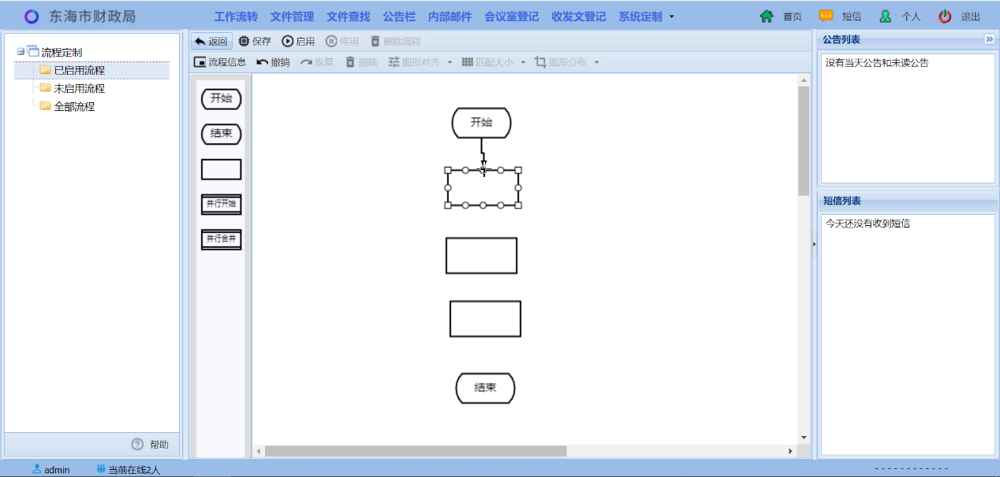 东海市财政局 工作流转 文件管理 文件查找 公告栏 内部邮件 会议室登记 收发文登记 系统定制 首页 短信 个人 退出
流程定制
已启用流程
未启用流程
全部流程
帮助
返回 保存 启用 停用 删除流程
流程信息 撤销 恢复 删除 图形对齐 匹配大小 图形分布
开始
结束
并行开始
并行合并
开始
结束
公告列表
没有当天公告和未读公告
短信列表
今天还没有收到短信
admin 当前在线2人